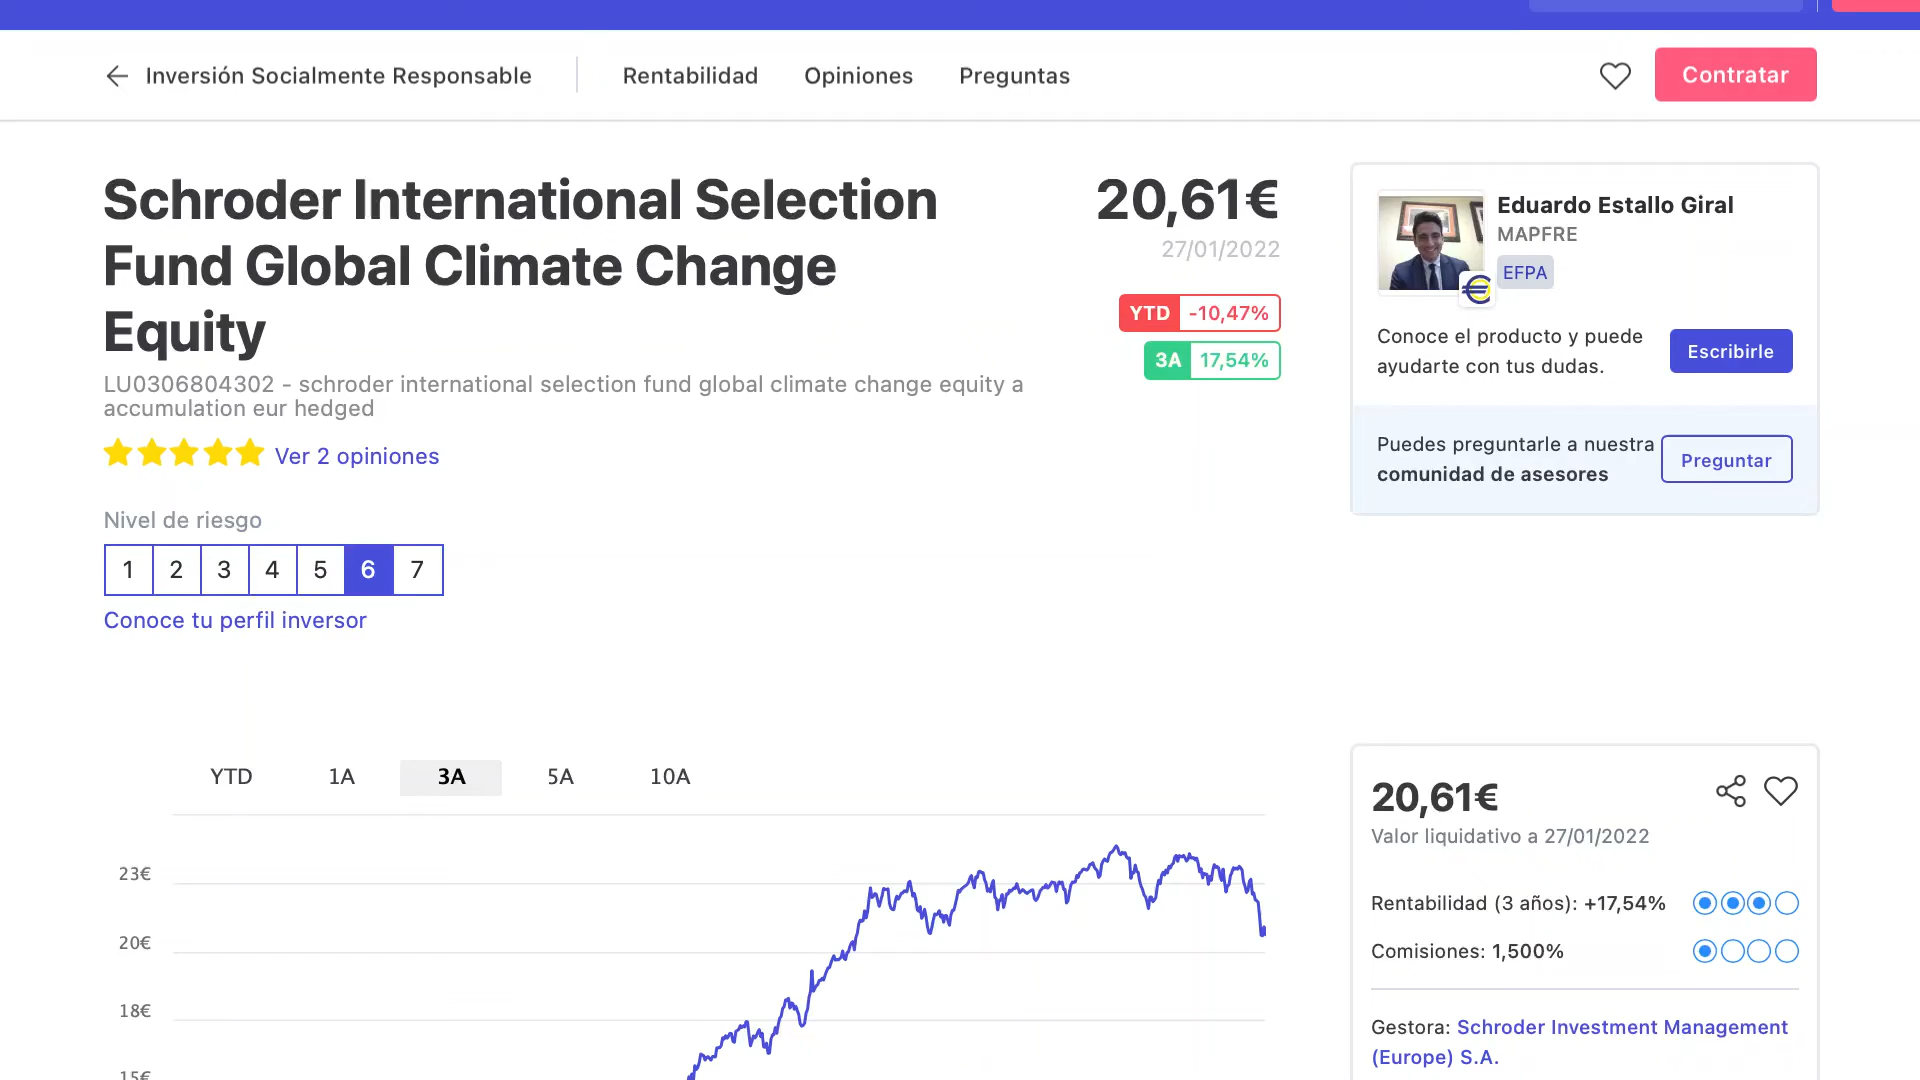 Inversión Socialmente Responsable
Rentabilidad
Opiniones
Preguntas
Contratar
Schroder International Selection
Fund Global Climate Change
Equity
LU0306804302 - schroder international selection fund global climate change equity a
accumulation eur hedged
Ver 2 opiniones
20,61€
27/01/2022
YTD -10,47%
3A 17,54%
Nivel de riesgo
1 2 3 4 5 6 7
Conoce tu perfil inversor
Eduardo Estallo Giral
MAPFRE
EFPA
Conoce el producto y puede
ayudarte con tus dudas.
Escribirle
Puedes preguntarle a nuestra
comunidad de asesores
Preguntar
YTD 1A 3A 5A 10A
23€
20€
18€
15€
20,61€
Valor liquidativo a 27/01/2022
Rentabilidad (3 años): +17,54%
Comisiones: 1,500%
Gestora: Schroder Investment Management
(Europe) S.A.